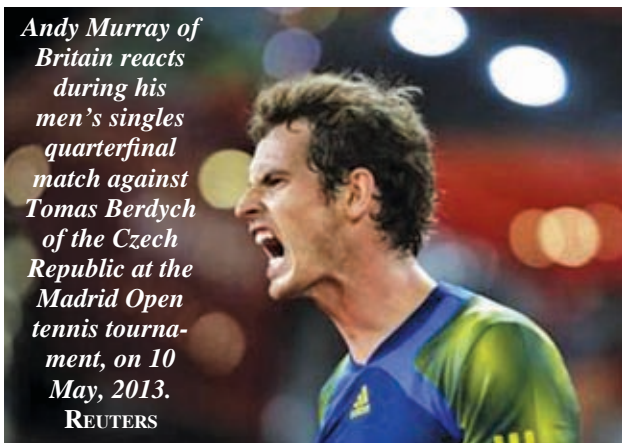 Andy Murray of
Britain reacts
during his
men’s singles
quarterfinal
match against
Tomas Berdych
of the Czech
Republic at the
Madrid Open
tennis tourna-
ment, on 10
May, 2013.
REUTERS